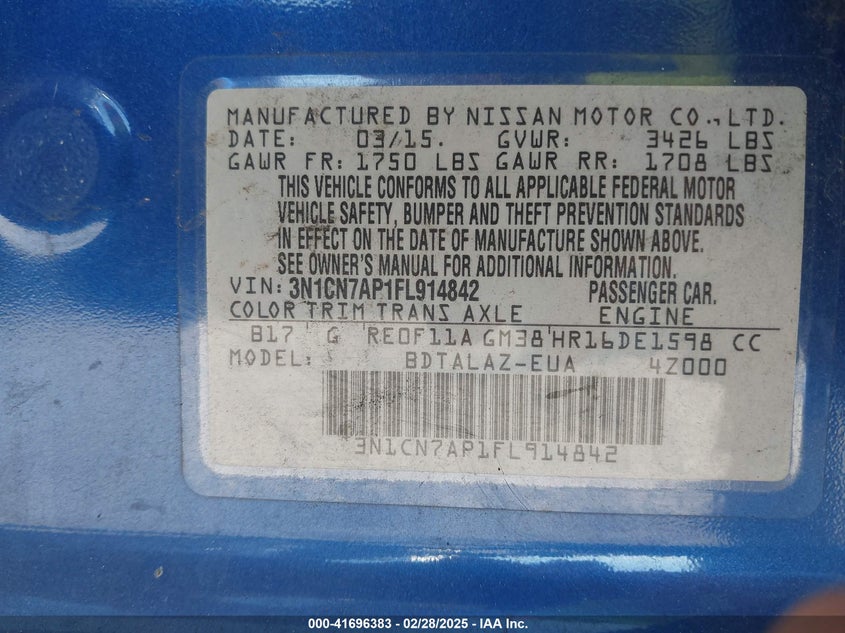 MANUFACTURED BY NISSAN MOTOR CO., LTD.
DATE: 03/15. GVWR: 3426 LBS
GAWR FR: 1750 LBS GAWR RR: 1708 LBS
THIS VEHICLE CONFORMS TO ALL APPLICABLE FEDERAL MOTOR
VEHICLE SAFETY, BUMPER AND THEFT PREVENTION STANDARDS
IN EFFECT ON THE DATE OF MANUFACTURE SHOWN ABOVE.
SEE OWNER'S MANUAL FOR ADDITIONAL INFORMATION.
VIN: 3N1CN7AP1FL914842 PASSENGER CAR.
COLOR TRIM TRANS AXLE ENGINE
B17 G RE0F11A GM38 HR16DE1598 CC
MODEL: BDTALAZ-EUA 4Z000
3N1CN7AP1FL914842
000-41696383 - 02/28/2025 - IAA Inc.